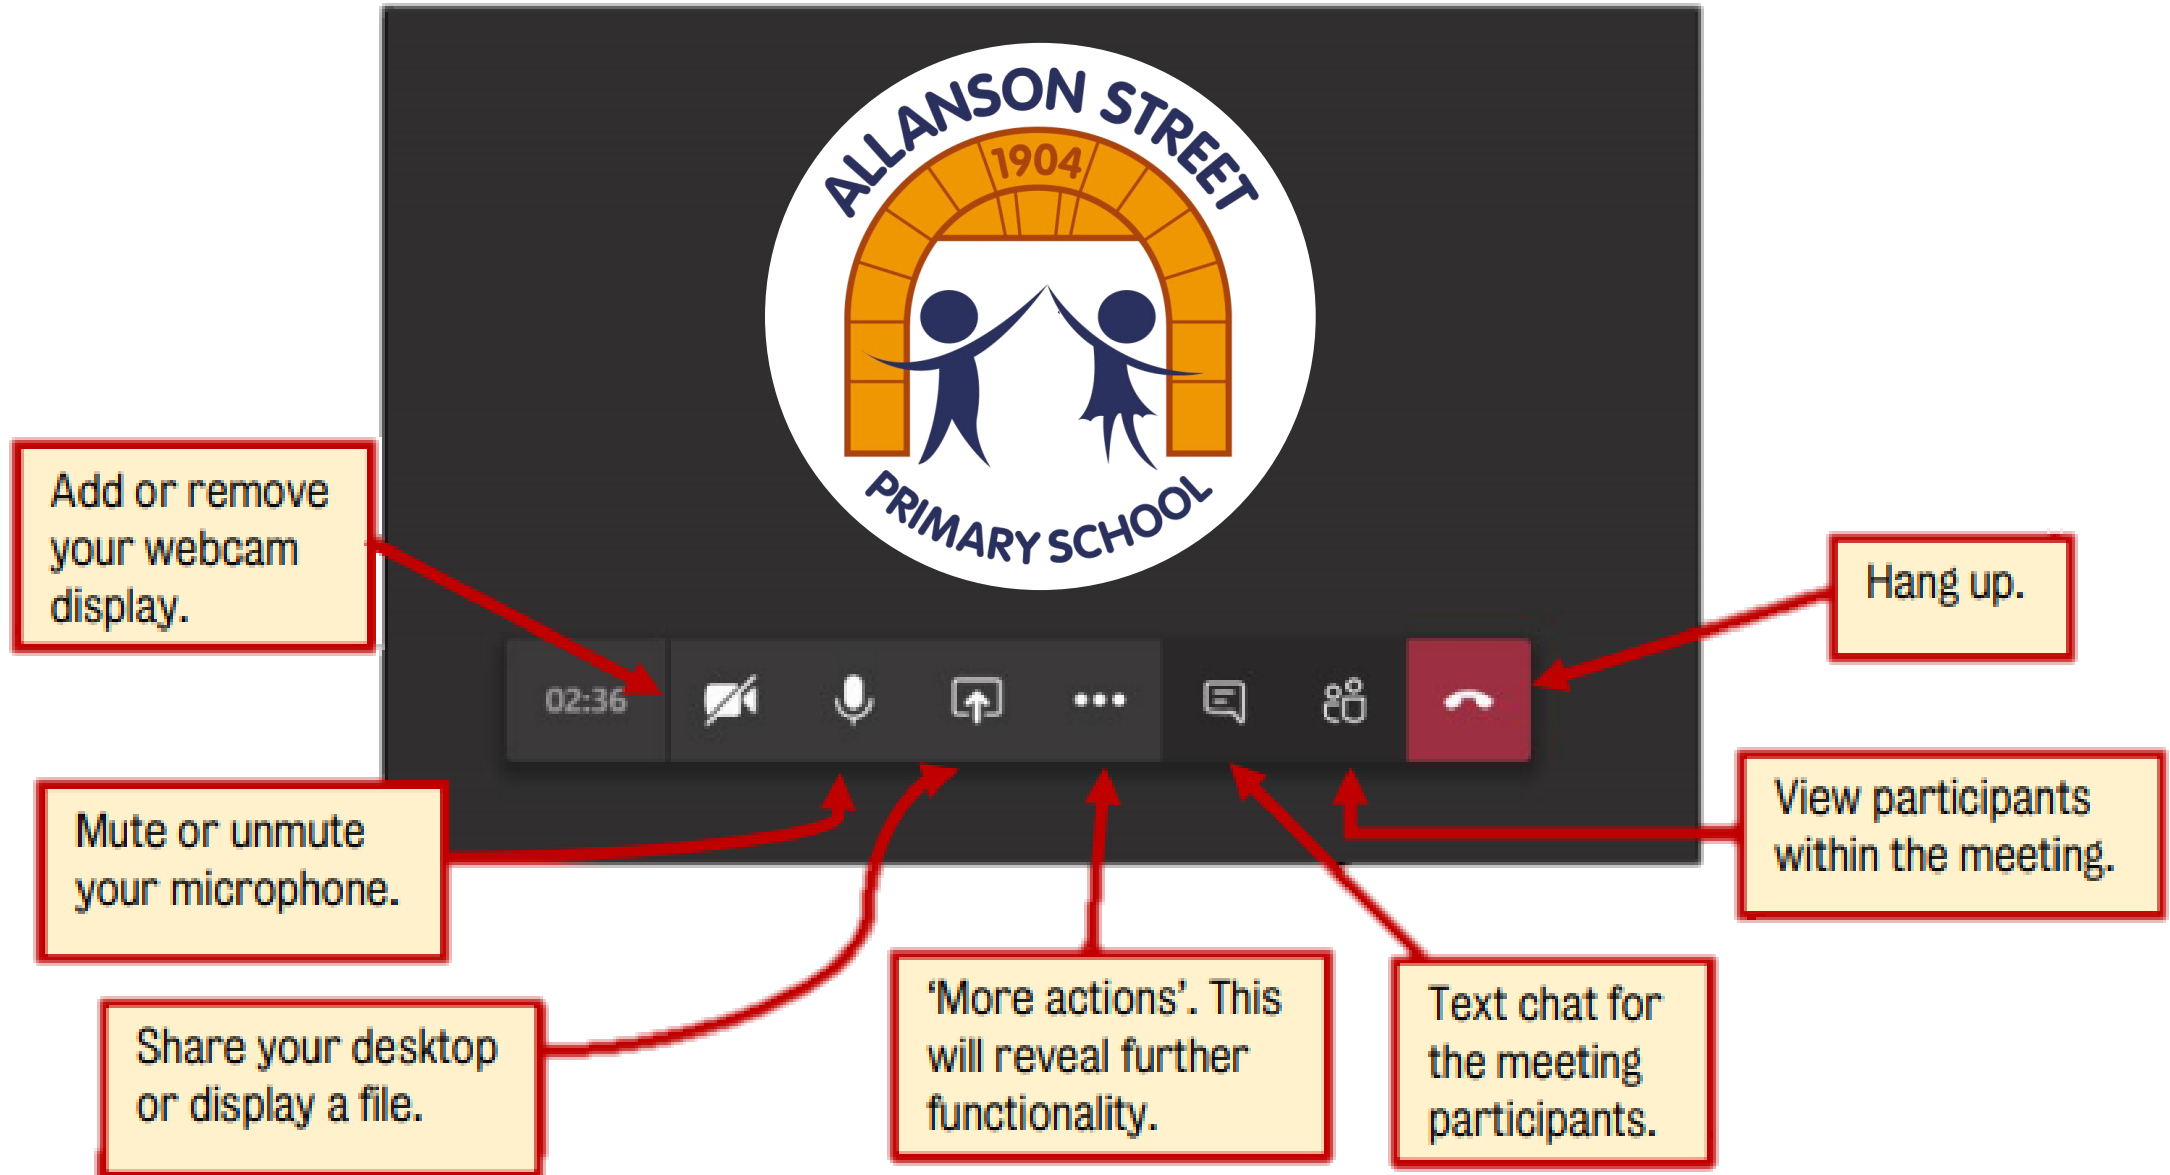 ALLANSON STREET
1904
PRIMARY SCHOOL
Add or remove
your webcam
display.
Hang up.
02:36
Mute or unmute
your microphone.
View participants
within the meeting.
Share your desktop
or display a file.
‘More actions’. This
will reveal further
functionality.
Text chat for
the meeting
participants.